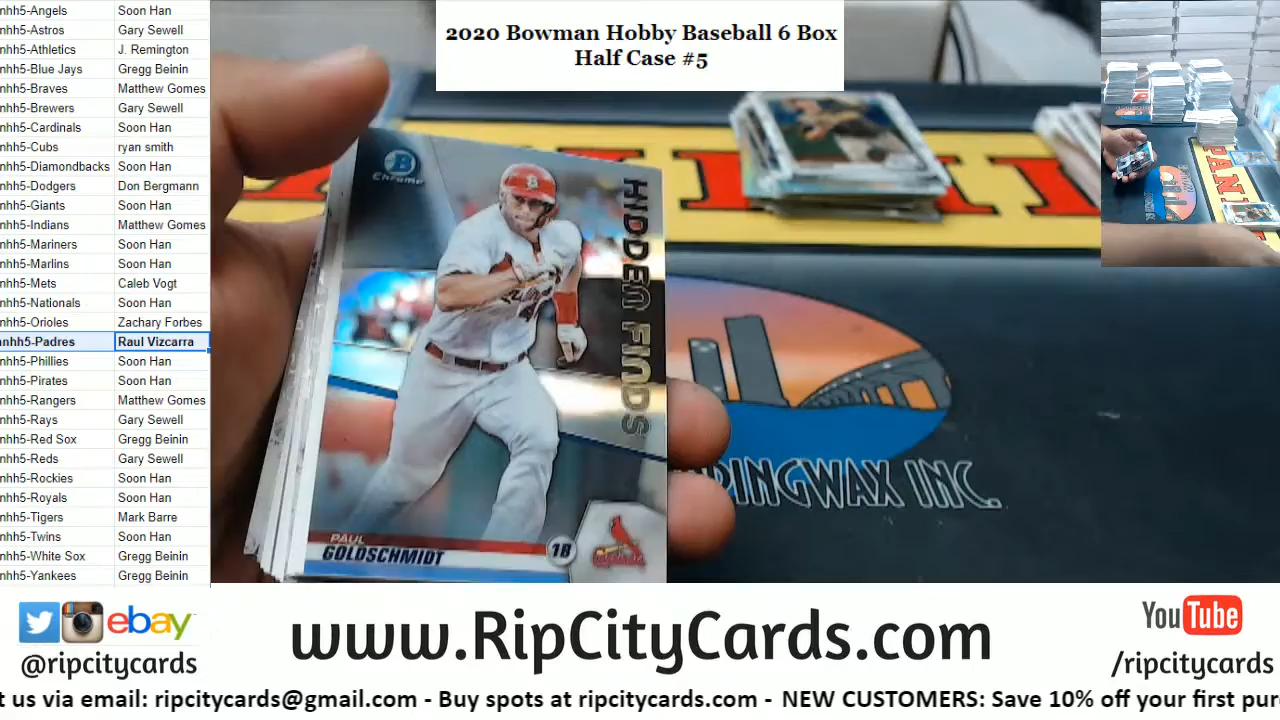 nhh5-Angels Soon Han
nhh5-Astros Gary Sewell
nhh5-Athletics J. Remington
nhh5-Blue Jays Gregg Beinin
nhh5-Braves Matthew Gomes
nhh5-Brewers Gary Sewell
nhh5-Cardinals Soon Han
nhh5-Cubs ryan smith
nhh5-Diamondbacks Soon Han
nhh5-Dodgers Don Bergmann
nhh5-Giants Soon Han
nhh5-Indians Matthew Gomes
nhh5-Mariners Soon Han
nhh5-Marlins Soon Han
nhh5-Mets Caleb Vogt
nhh5-Nationals Soon Han
nhh5-Orioles Zachary Forbes
nhh5-Padres Raul Vizcarra
nhh5-Phillies Soon Han
nhh5-Pirates Soon Han
nhh5-Rangers Matthew Gomes
nhh5-Rays Gary Sewell
nhh5-Red Sox Gregg Beinin
nhh5-Reds Gary Sewell
nhh5-Rockies Soon Han
nhh5-Royals Soon Han
nhh5-Tigers Mark Barre
nhh5-Twins Soon Han
nhh5-White Sox Gregg Beinin
nhh5-Yankees Gregg Beinin
2020 Bowman Hobby Baseball 6 Box
Half Case #5
B
Chrome
HIDDEN FINDS
PAUL
GOLDSCHMIDT
1B
PINGWAX INC.
PANI
ebay
@ripcitycards
www.RipCityCards.com
YouTube
/ripcitycards
t us via email: ripcitycards@gmail.com - Buy spots at ripcitycards.com - NEW CUSTOMERS: Save 10% off your first pur